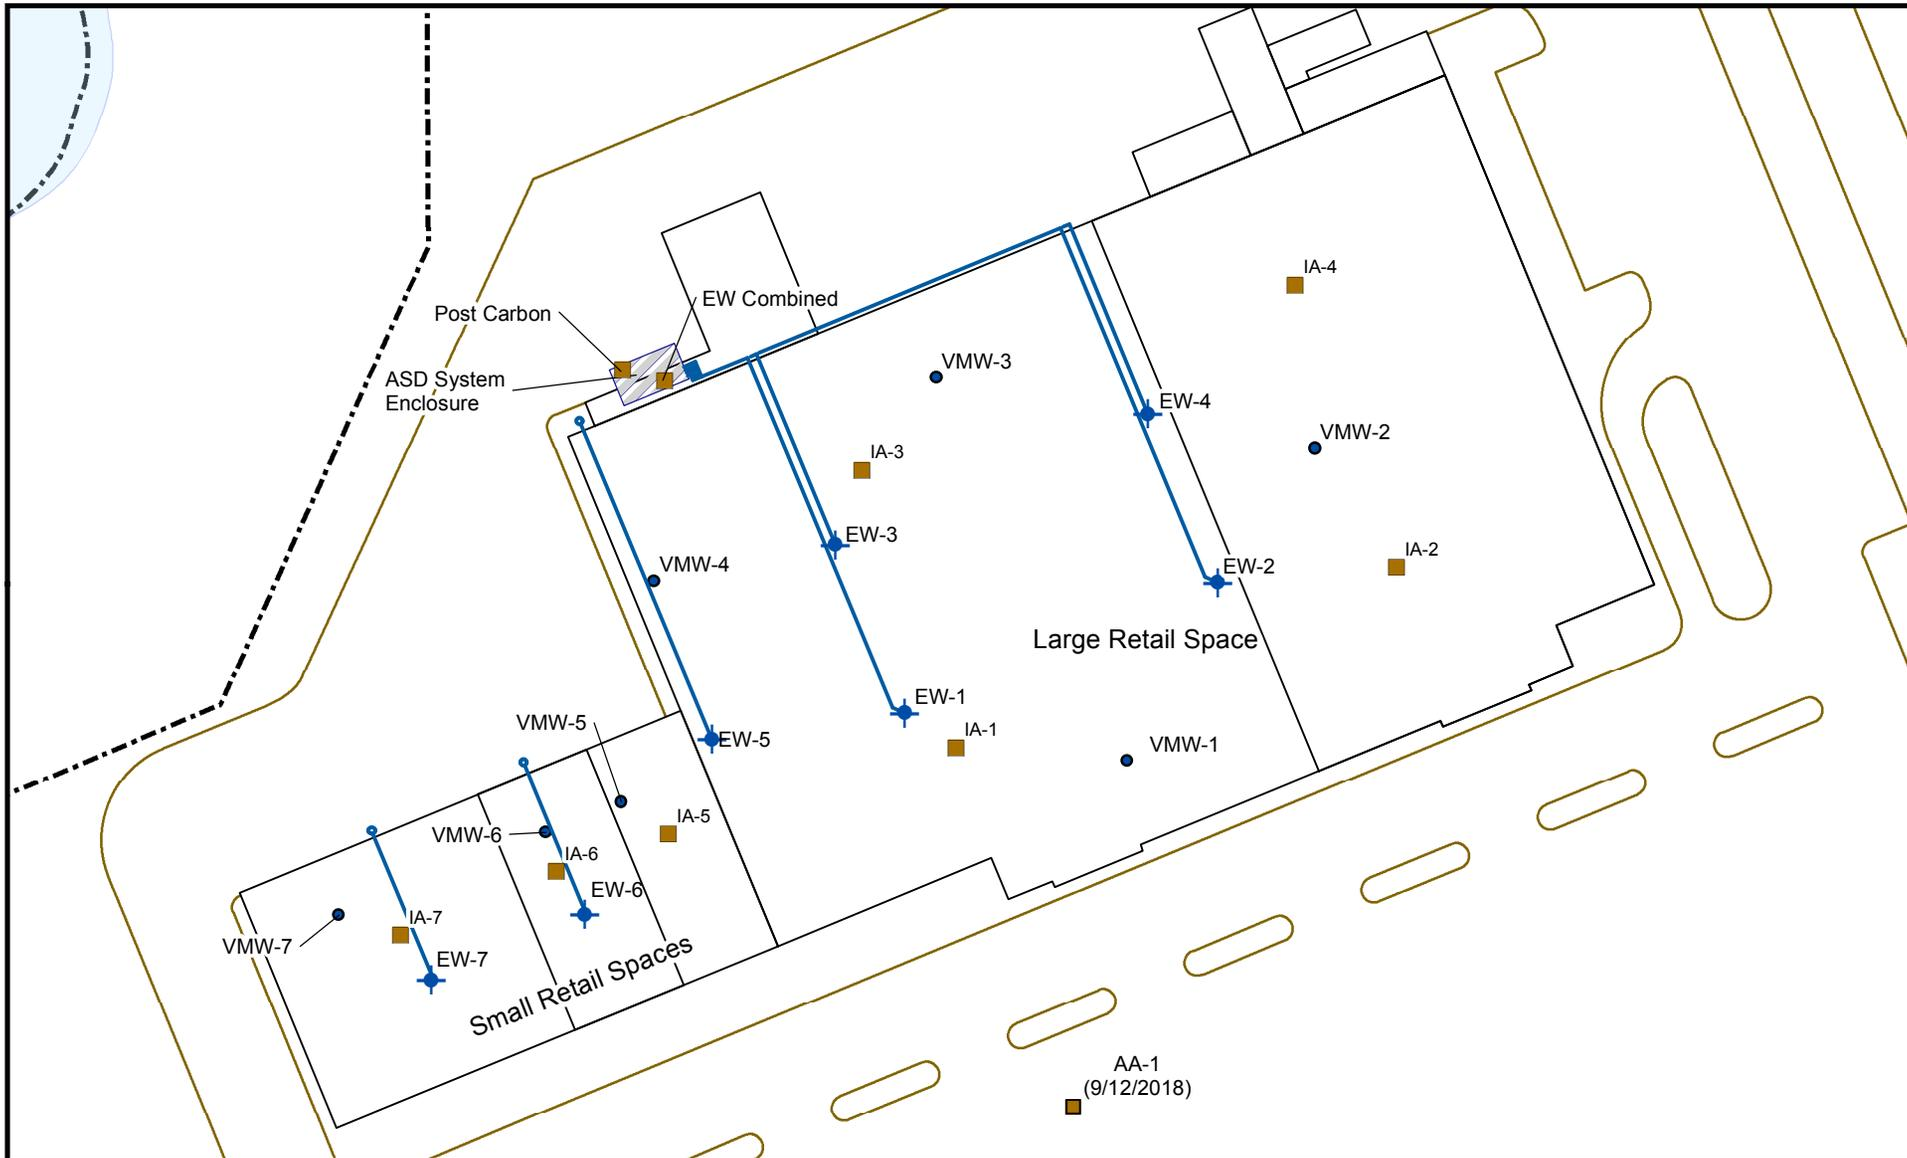 IA-4
EW Combined
Post Carbon
VMW-3
ASD System
Enclosure
EW-4
VMW-2
IA-3
EW-3
IA-2
VMW-4
EW-2
Large Retail Space
EW-1
VMW-5
IA-1
EW-5
VMW-1
IA-5
VMW-6
IA-6
EW-6
IA-7
VMW-7
EW-7
Small Retail Spaces
AA-1
(9/12/2018)